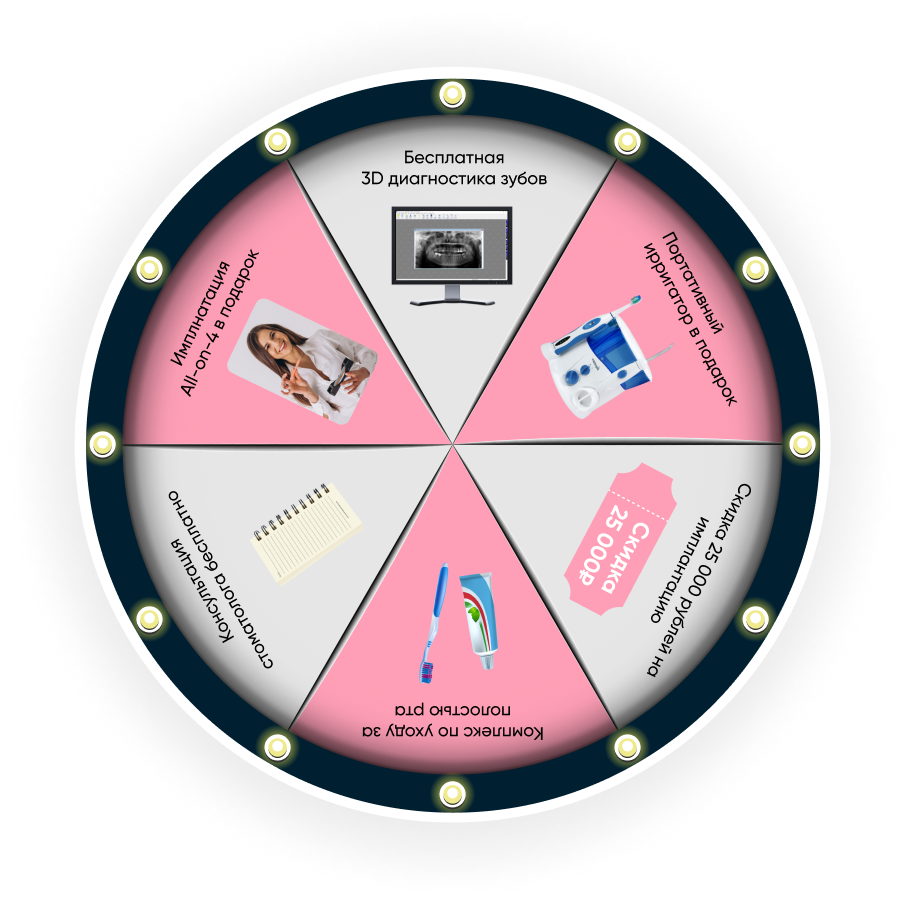 Бесплатная
3D диагностика зубов
Портативный
ирригатор в подарок
Скидка 25 000 рублей на
имплантацию
Скидка
25 000₽
Комплекс по уходу за
полостью рта
Консультация
стоматолога бесплатно
Имплнатация
All-on-4 в подарок